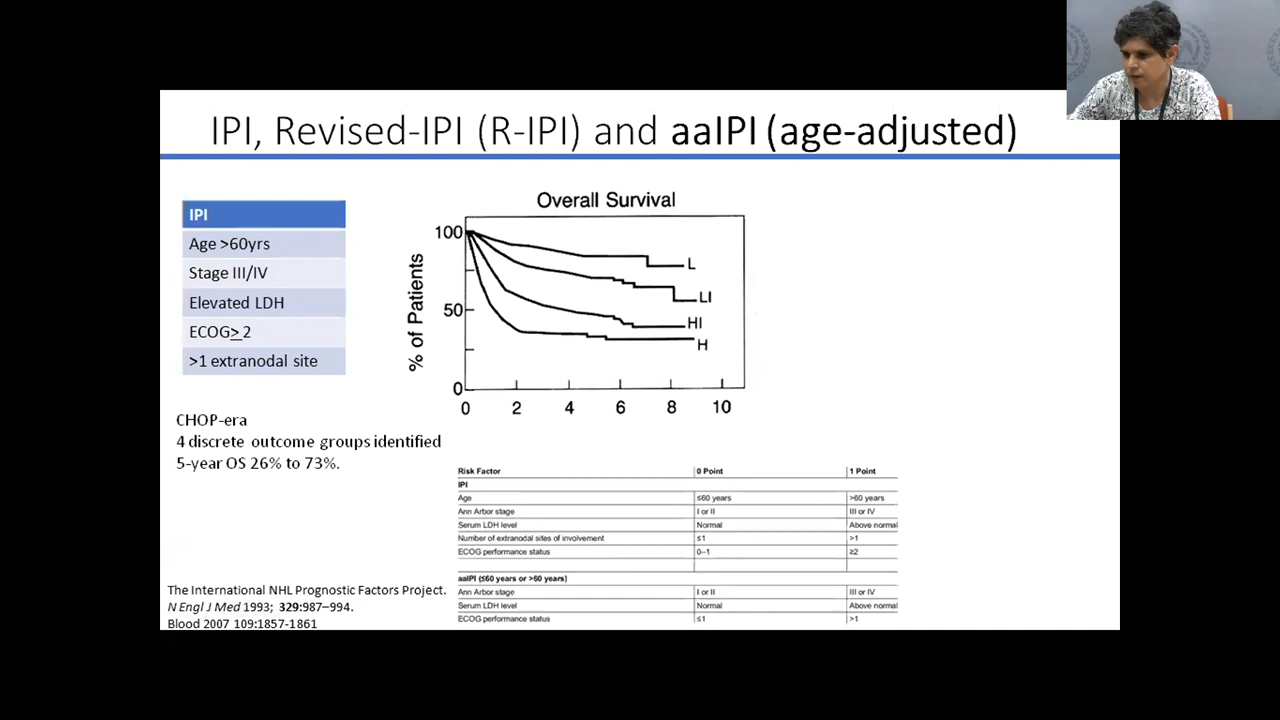 IPI, Revised-IPI (R-IPI) and aaIPI (age-adjusted)
IPI
Age >60yrs
Stage III/IV
Elevated LDH
ECOG≥ 2
>1 extranodal site
CHOP-era
4 discrete outcome groups identified
5-year OS 26% to 73%.
Overall Survival
% of Patients
100
50
0
L
LI
HI
H
0 2 4 6 8 10
Risk Factor 0 Point 1 Point
IPI
Age ≤60 years >60 years
Ann Arbor stage I or II III or IV
Serum LDH level Normal Above normal
Number of extranodal sites of involvement ≤1 >1
ECOG performance status 0–1 ≥2
aaIPI (≤60 years or >60 years)
Ann Arbor stage I or II III or IV
Serum LDH level Normal Above normal
ECOG performance status ≤1 >1
The International NHL Prognostic Factors Project.
N Engl J Med 1993; 329:987–994.
Blood 2007 109:1857-1861